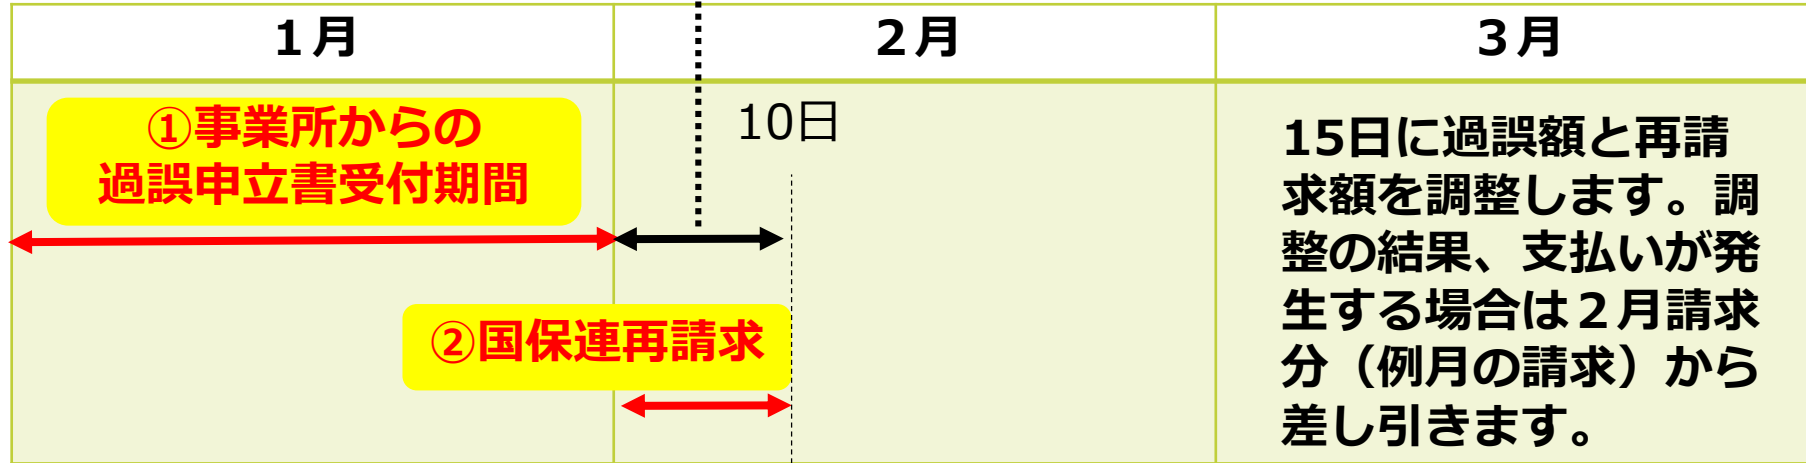 １月
２月
３月
①事業所からの
過誤申立書受付期間
10日
②国保連再請求
15日に過誤額と再請
求額を調整します。調
整の結果、支払いが発
生する場合は２月請求
分（例月の請求）から
差し引きます。